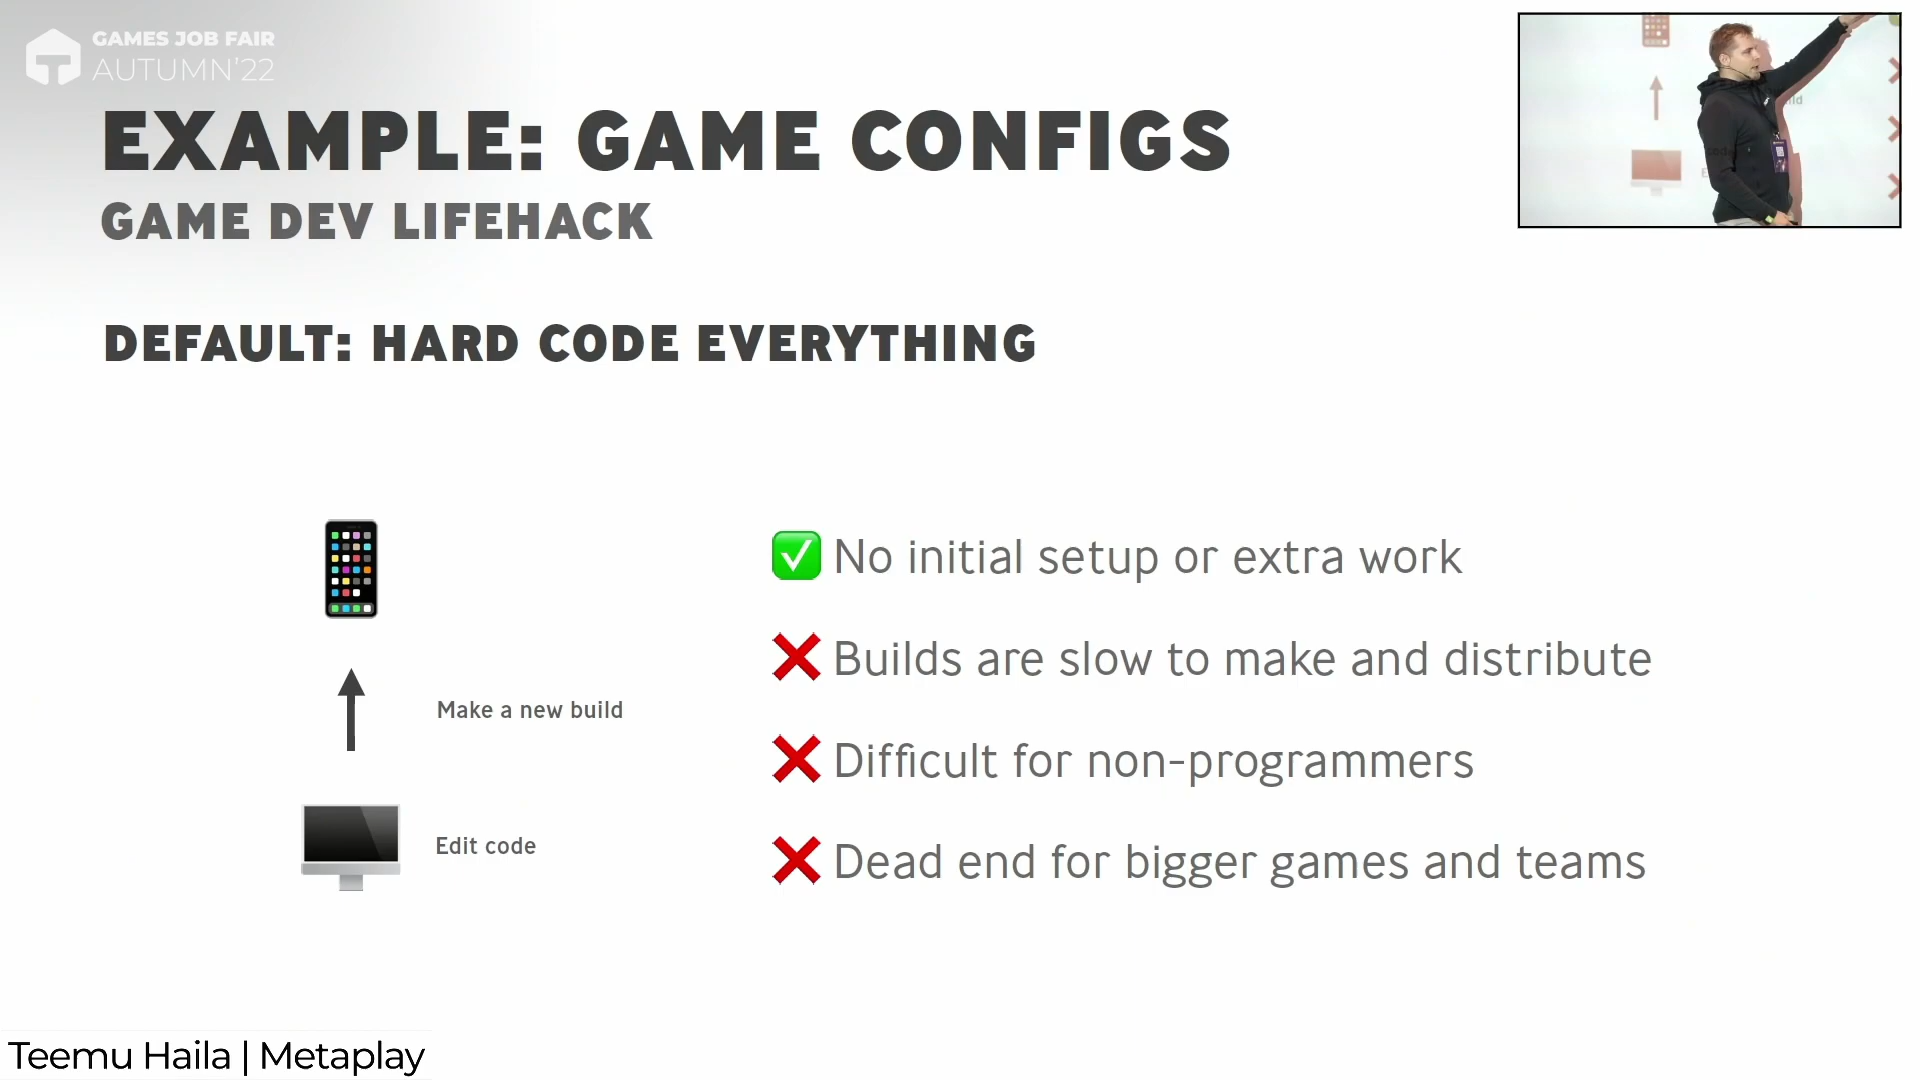 GAMES JOB FAIR
AUTUMN'22
EXAMPLE: GAME CONFIGS
GAME DEV LIFEHACK
DEFAULT: HARD CODE EVERYTHING
Make a new build
Edit code
No initial setup or extra work
Builds are slow to make and distribute
Difficult for non-programmers
Dead end for bigger games and teams
Teemu Haila | Metaplay